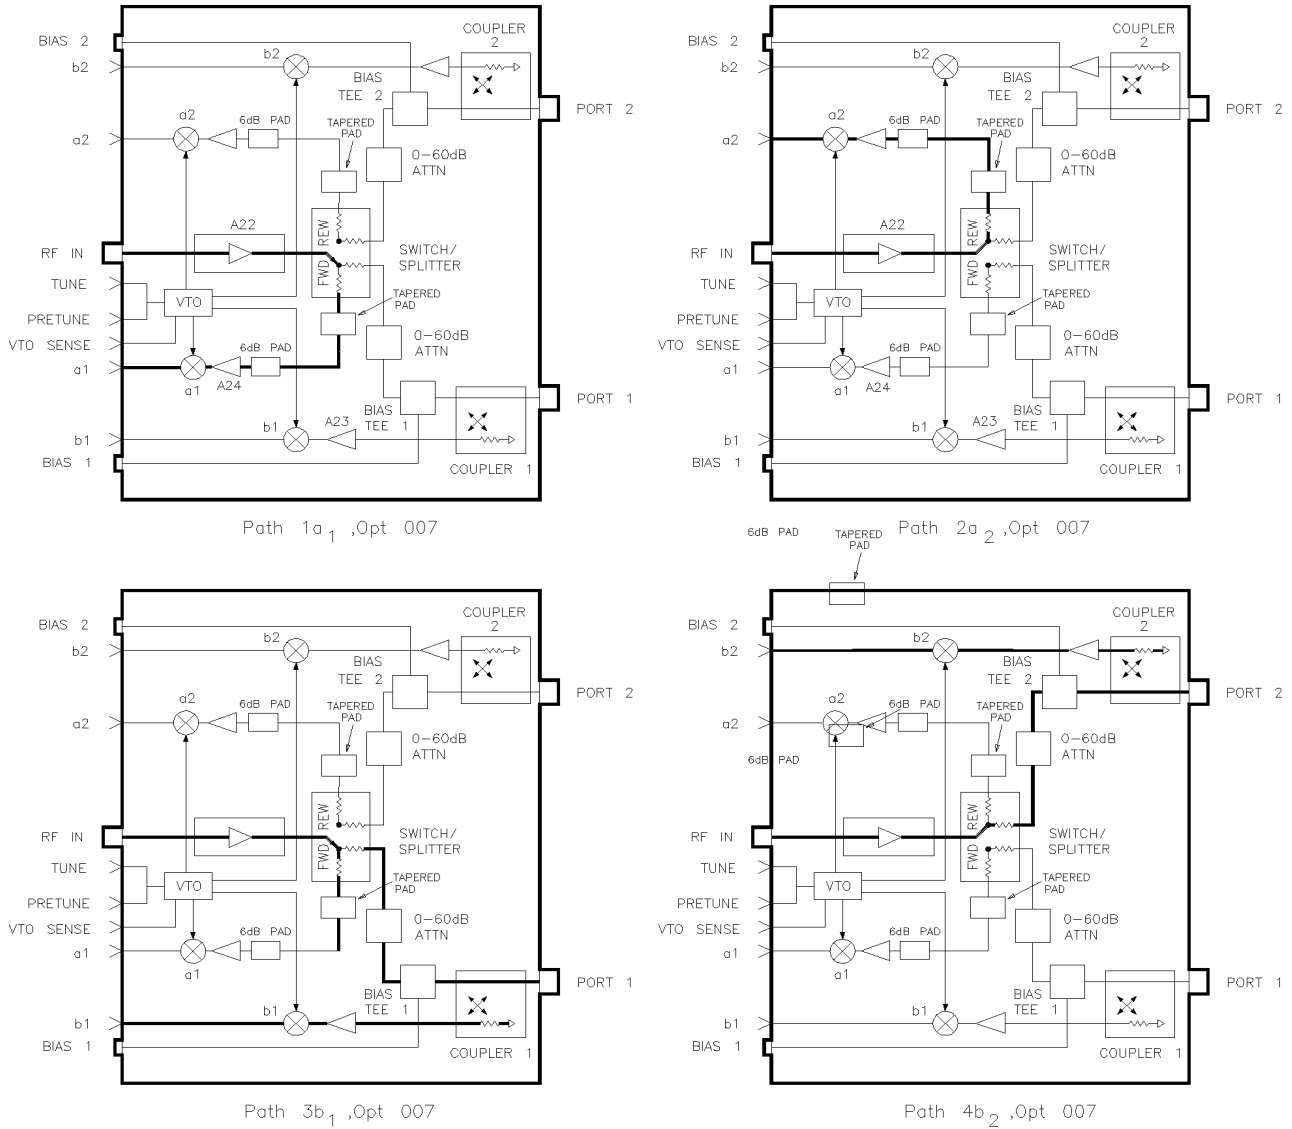 COUPLER
2
BIAS 2
b2
b2
BIAS
TEE 2
PORT 2
a2
6dB PAD
TAPERED
PAD
a2
0-60dB
ATTN
A22
REW
RF IN
SWITCH/
SPLITTER
FWD
TUNE
VTO
TAPERED
PAD
PRETUNE
0-60dB
ATTN
VTO SENSE
6dB PAD
a1
a1
A24
PORT 1
BIAS
TEE 1
A23
b1
b1
BIAS 1
COUPLER 1
Path 1a1 ,Opt 007
COUPLER
2
BIAS 2
b2
b2
BIAS
TEE 2
PORT 2
a2
6dB PAD
TAPERED
PAD
a2
0-60dB
ATTN
A22
REW
RF IN
SWITCH/
SPLITTER
FWD
TUNE
VTO
TAPERED
PAD
PRETUNE
0-60dB
ATTN
VTO SENSE
6dB PAD
a1
a1
A24
PORT 1
BIAS
TEE 1
A23
b1
b1
BIAS 1
COUPLER 1
Path 2a2 ,Opt 007
6dB PAD
TAPERED
PAD
COUPLER
2
BIAS 2
b2
b2
BIAS
TEE 2
PORT 2
a2
6dB PAD
TAPERED
PAD
a2
0-60dB
ATTN
REW
RF IN
SWITCH/
SPLITTER
FWD
TUNE
VTO
TAPERED
PAD
PRETUNE
0-60dB
ATTN
VTO SENSE
6dB PAD
a1
a1
PORT 1
BIAS
TEE 1
b1
b1
BIAS 1
COUPLER 1
Path 3b1 ,Opt 007
COUPLER
2
BIAS 2
b2
b2
BIAS
TEE 2
PORT 2
a2
6dB PAD
TAPERED
PAD
a2
0-60dB
ATTN
6dB PAD
REW
RF IN
SWITCH/
SPLITTER
FWD
TUNE
VTO
TAPERED
PAD
PRETUNE
0-60dB
ATTN
VTO SENSE
6dB PAD
a1
a1
PORT 1
BIAS
TEE 1
b1
b1
BIAS 1
COUPLER 1
Path 4b2 ,Opt 007